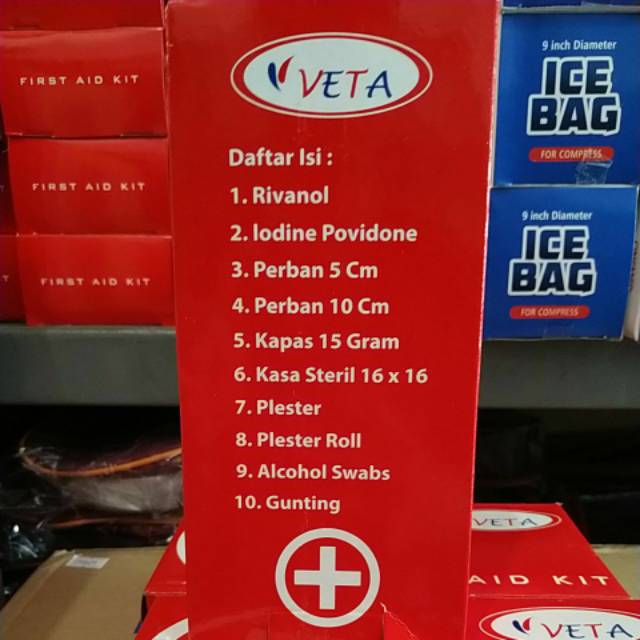 VETA
Daftar Isi :
1. Rivanol
2. Iodine Povidone
3. Perban 5 Cm
4. Perban 10 Cm
5. Kapas 15 Gram
6. Kasa Steril 16 x 16
7. Plester
8. Plester Roll
9. Alcohol Swabs
10. Gunting
FIRST AID KIT
FIRST AID KIT
FIRST AID KIT
9 inch Diameter
ICE
BAG
FOR COMPRESS
9 inch Diameter
ICE
BAG
FOR COMPRESS
VETA
AID KIT
VETA